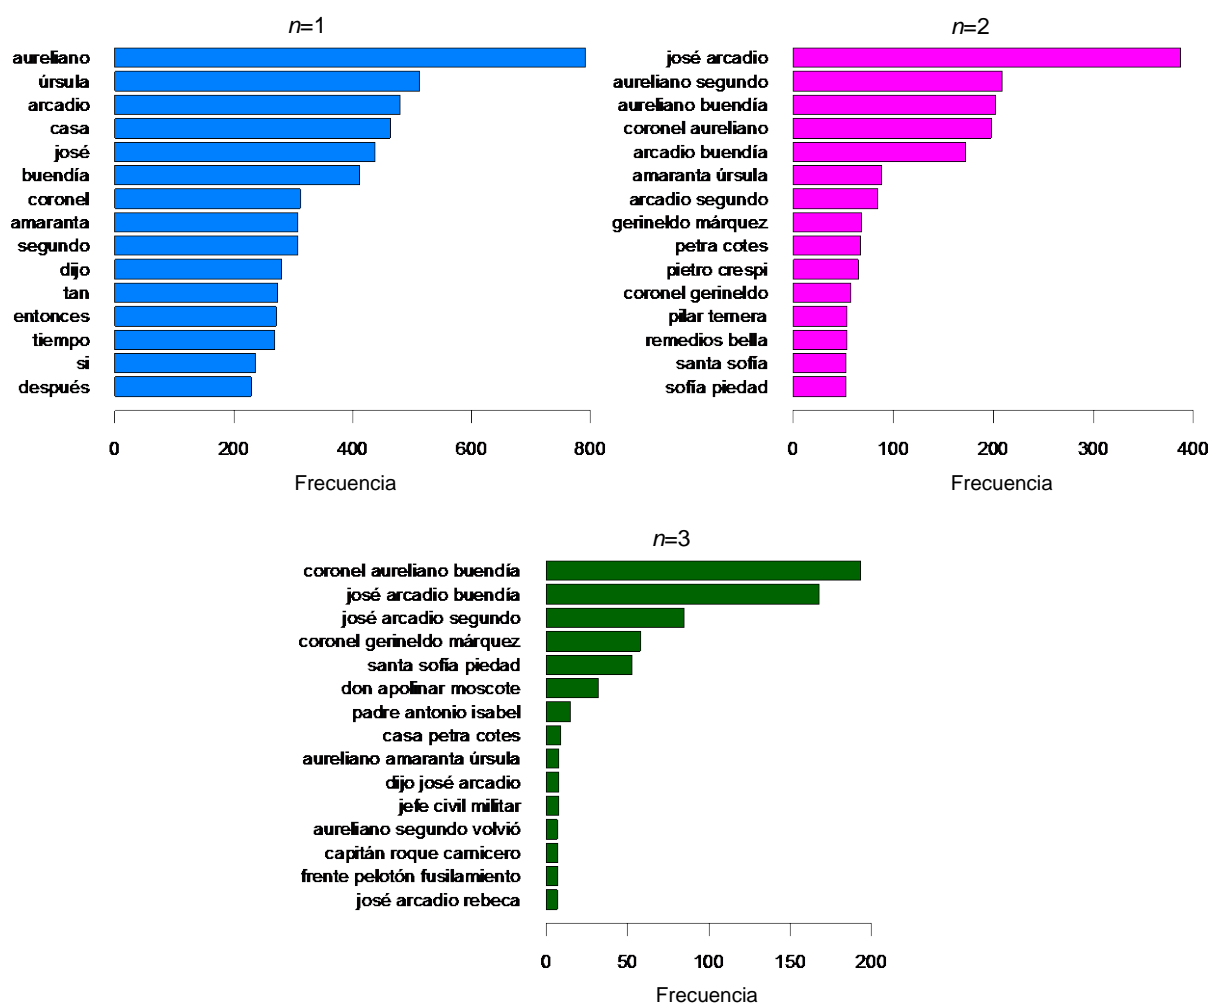 n=1
aureliano
úrsula
arcadio
casa
josé
buendía
coronel
amaranta
segundo
dijo
tan
entonces
tiempo
si
después
0 200 400 600 800
Frecuencia
n=2
josé arcadio
aureliano segundo
aureliano buendía
coronel aureliano
arcadio buendía
amaranta úrsula
arcadio segundo
gerineldo márquez
petra cotes
pietro crespi
coronel gerineldo
pilar ternera
remedios bella
santa sofía
sofía piedad
0 100 200 300 400
Frecuencia
n=3
coronel aureliano buendía
josé arcadio buendía
josé arcadio segundo
coronel gerineldo márquez
santa sofía piedad
don apolinar moscote
padre antonio isabel
casa petra cotes
aureliano amaranta úrsula
dijo josé arcadio
jefe civil militar
aureliano segundo volvió
capitán roque carnicero
frente pelotón fusilamiento
josé arcadio rebeca
0 50 100 150 200
Frecuencia